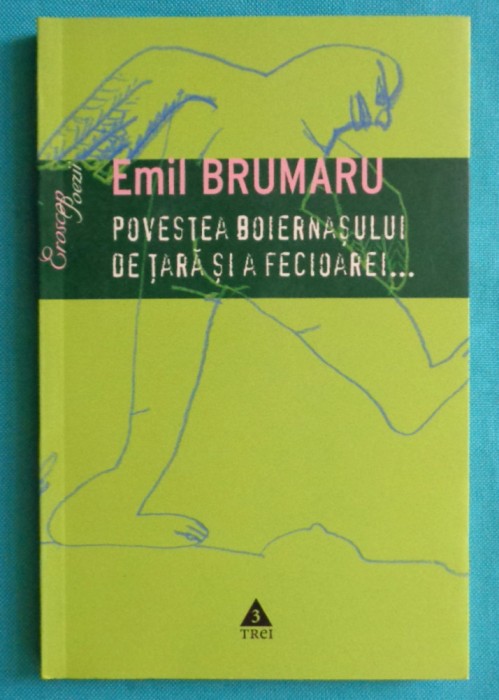 Emil BRUMARU
POVESTEA BOIERNAȘULUI
DE ȚARĂ ȘI A FECIOAREI...
Eroscop
Poezii
3
TREI